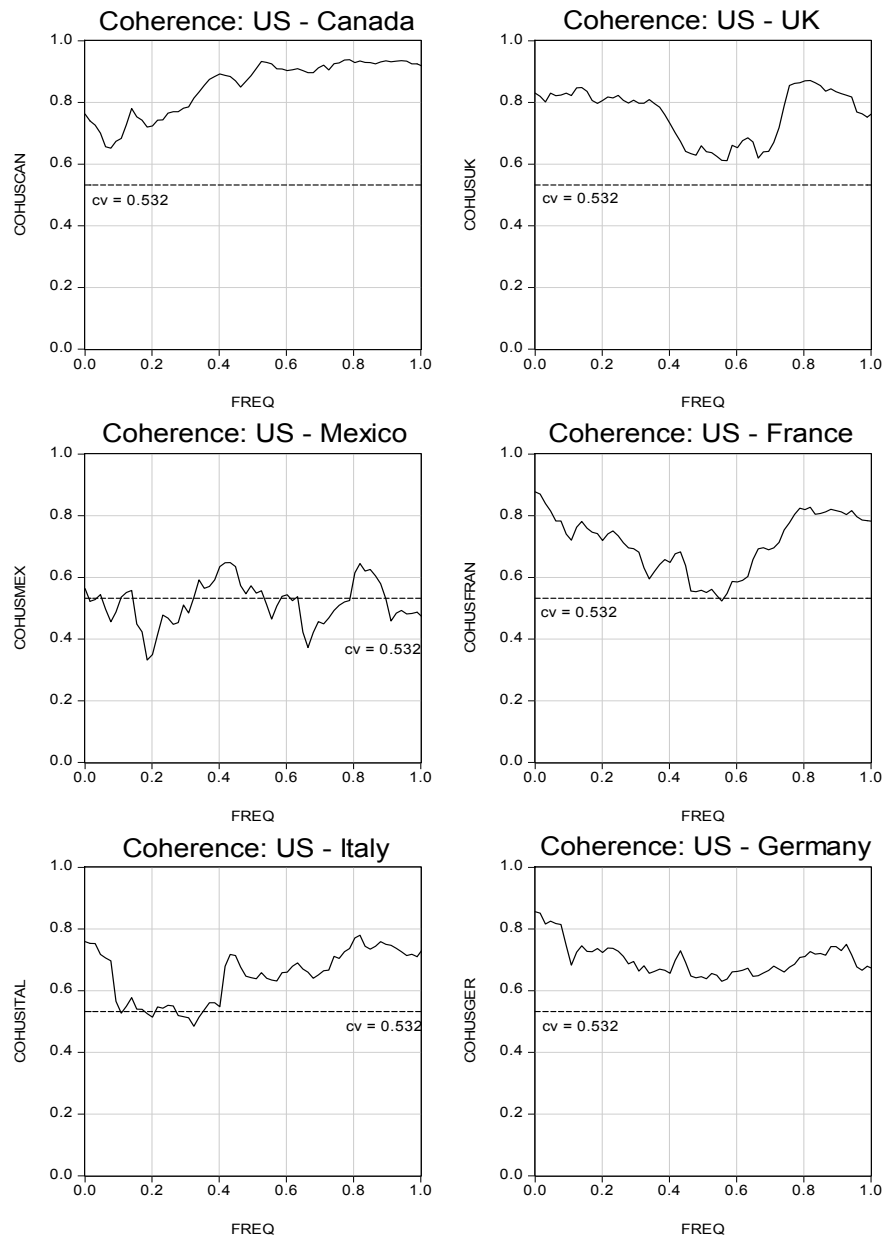 Coherence: US - Canada
1.0
0.8
0.6
0.4
0.2
0.0
COHUSCAN
cv = 0.532
0.0 0.2 0.4 0.6 0.8 1.0
FREQ
Coherence: US - UK
1.0
0.8
0.6
0.4
0.2
0.0
COHUSUK
cv = 0.532
0.0 0.2 0.4 0.6 0.8 1.0
FREQ
Coherence: US - Mexico
1.0
0.8
0.6
0.4
0.2
0.0
COHUSMEX
cv = 0.532
0.0 0.2 0.4 0.6 0.8 1.0
FREQ
Coherence: US - France
1.0
0.8
0.6
0.4
0.2
0.0
COHUSFRAN
cv = 0.532
0.0 0.2 0.4 0.6 0.8 1.0
FREQ
Coherence: US - Italy
1.0
0.8
0.6
0.4
0.2
0.0
COHUSITAL
cv = 0.532
0.0 0.2 0.4 0.6 0.8 1.0
FREQ
Coherence: US - Germany
1.0
0.8
0.6
0.4
0.2
0.0
COHUSGER
cv = 0.532
0.0 0.2 0.4 0.6 0.8 1.0
FREQ